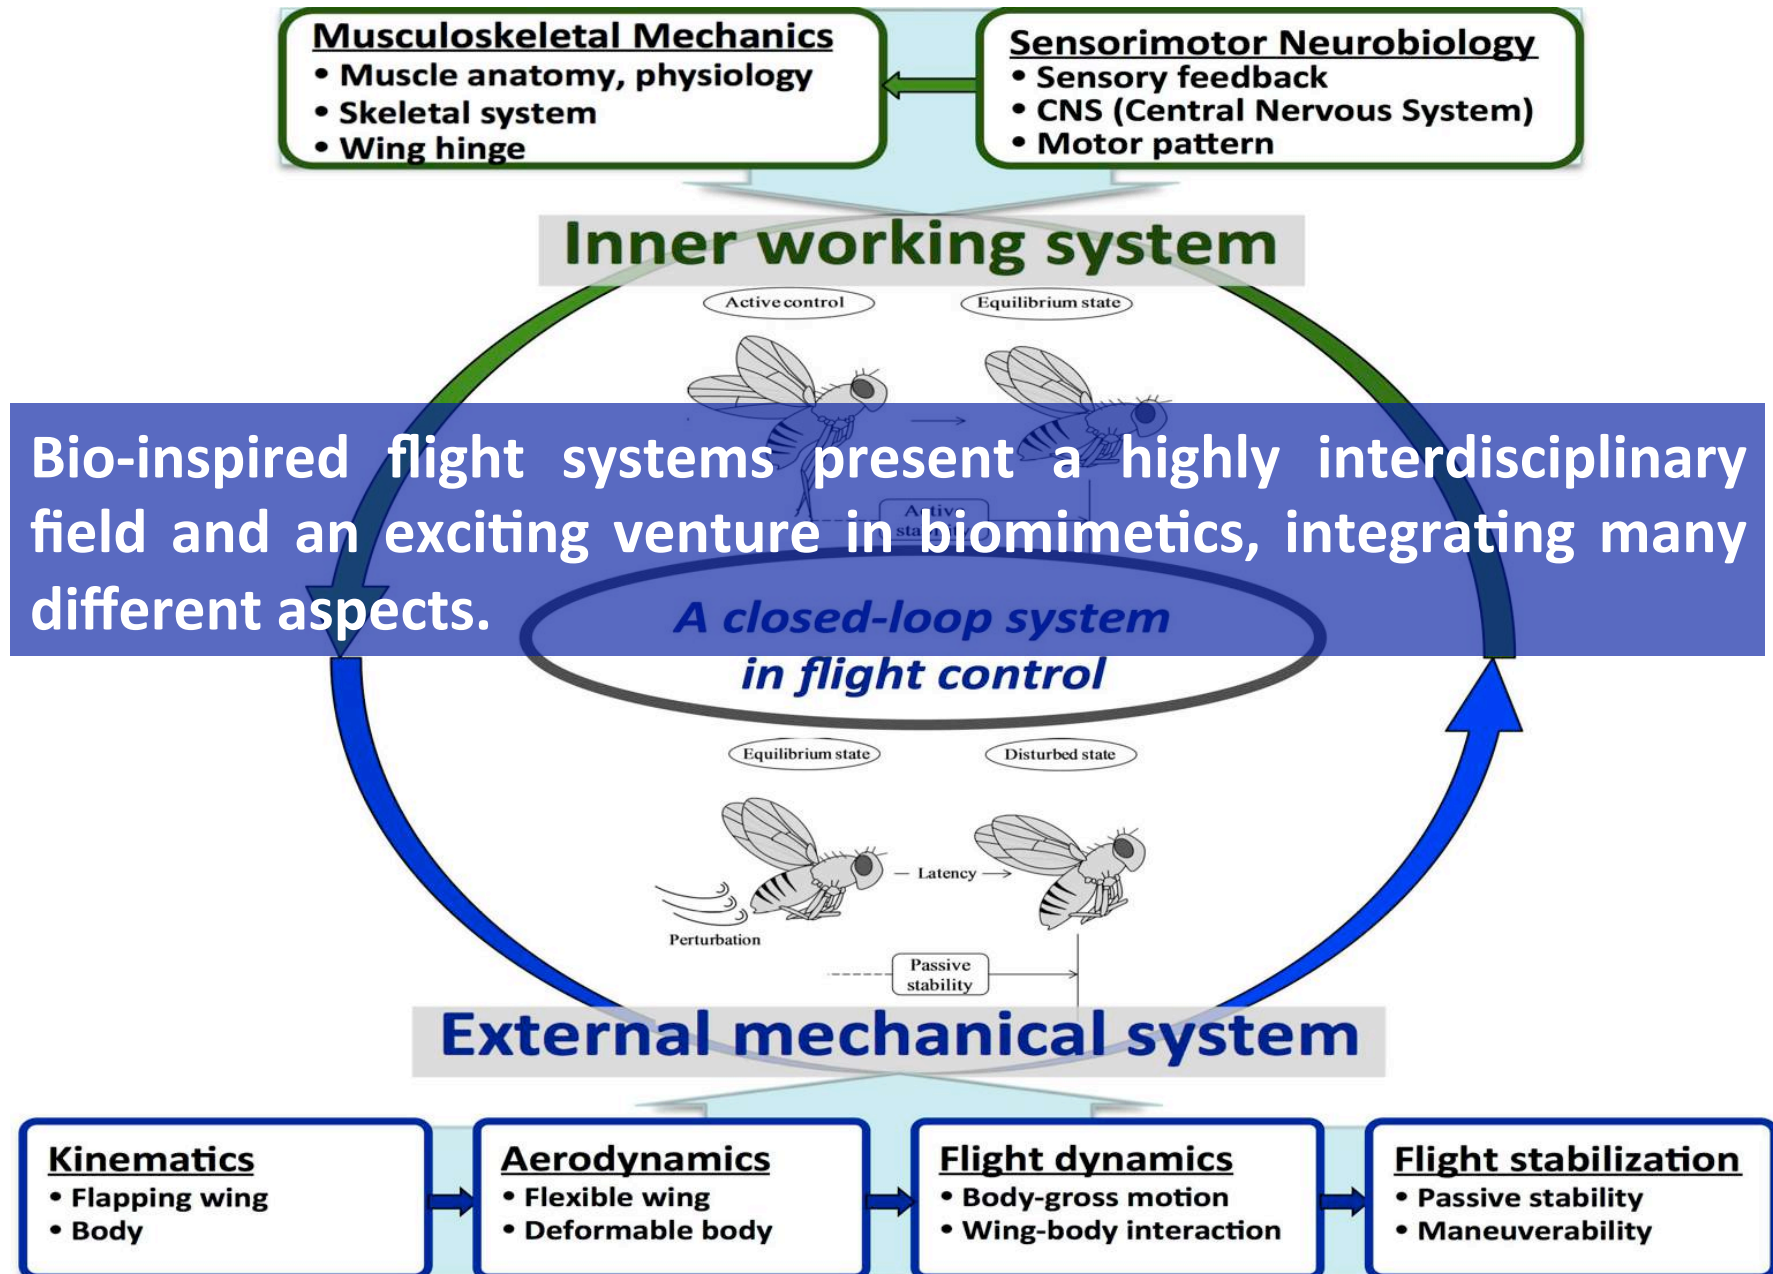 Musculoskeletal Mechanics
• Muscle anatomy, physiology
• Skeletal system
• Wing hinge
Sensorimotor Neurobiology
• Sensory feedback
• CNS (Central Nervous System)
• Motor pattern
Inner working system
Active control
Equilibrium state
Bio-inspired flight systems present a highly interdisciplinary
field and an exciting venture in biomimetics, integrating many
different aspects.
Active
stability
A closed-loop system
in flight control
Equilibrium state
Disturbed state
Latency
Perturbation
Passive
stability
External mechanical system
Kinematics
• Flapping wing
• Body
Aerodynamics
• Flexible wing
• Deformable body
Flight dynamics
• Body-gross motion
• Wing-body interaction
Flight stabilization
• Passive stability
• Maneuverability